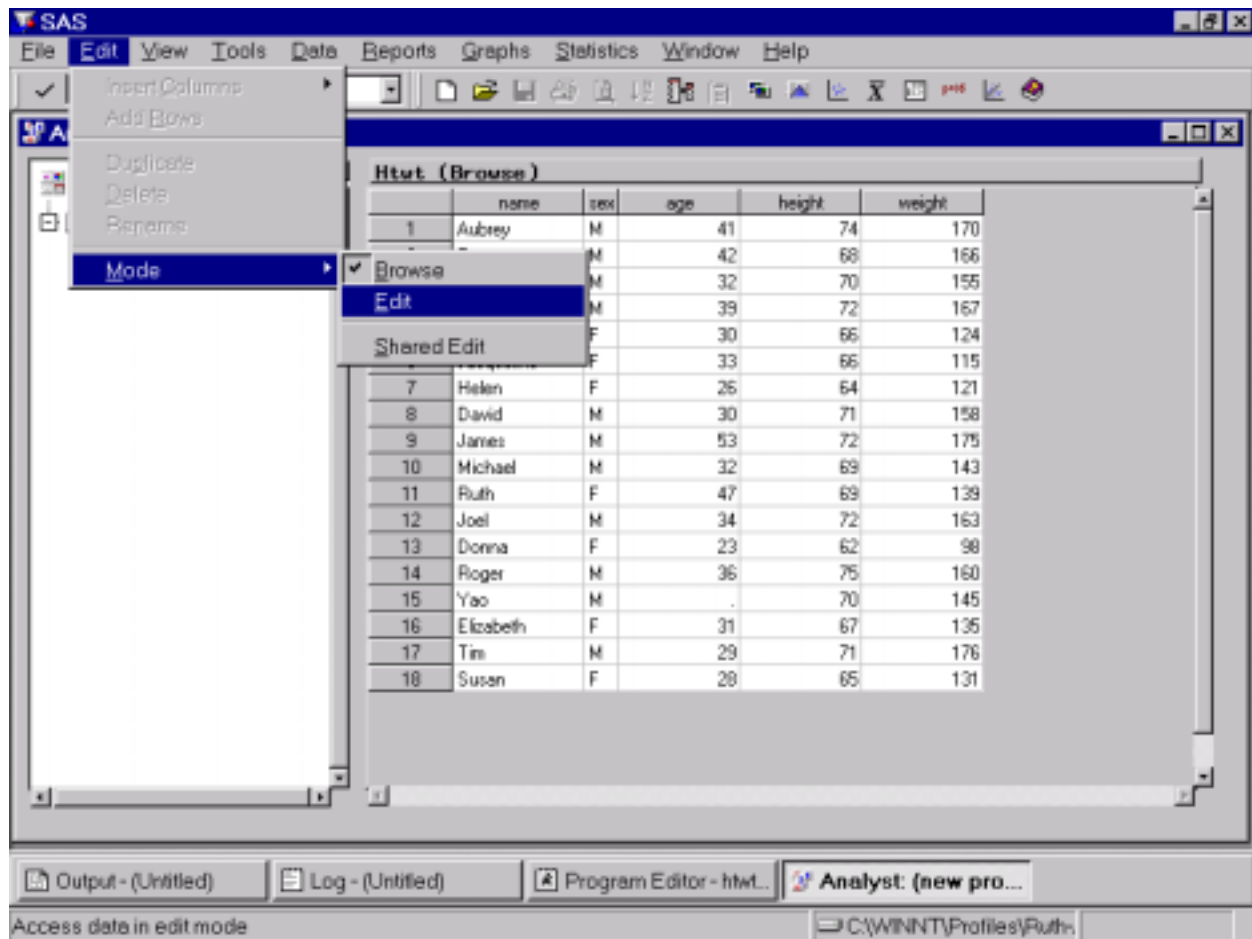 SAS
File Edit View Tools Data Reports Graphs Statistics Window Help
Insert Columns
Add Rows
Duplicate
Delete
Rename
Mode
Browse
Edit
Shared Edit
Htwt (Browse)
name sex age height weight
1 Aubrey M 41 74 170
M 42 68 166
M 32 70 155
M 39 72 167
F 30 66 124
F 33 66 115
7 Helen F 26 64 121
8 David M 30 71 158
9 James M 53 72 175
10 Michael M 32 69 143
11 Ruth F 47 69 139
12 Joel M 34 72 163
13 Donna F 23 62 98
14 Roger M 36 75 160
15 Yao M . 70 145
16 Elizabeth F 31 67 135
17 Tim M 29 71 176
18 Susan F 28 65 131
Output - (Untitled) Log - (Untitled) Program Editor - htwt... Analyst: (new pro...
Access data in edit mode C:\WINNT\Profiles\Ruth